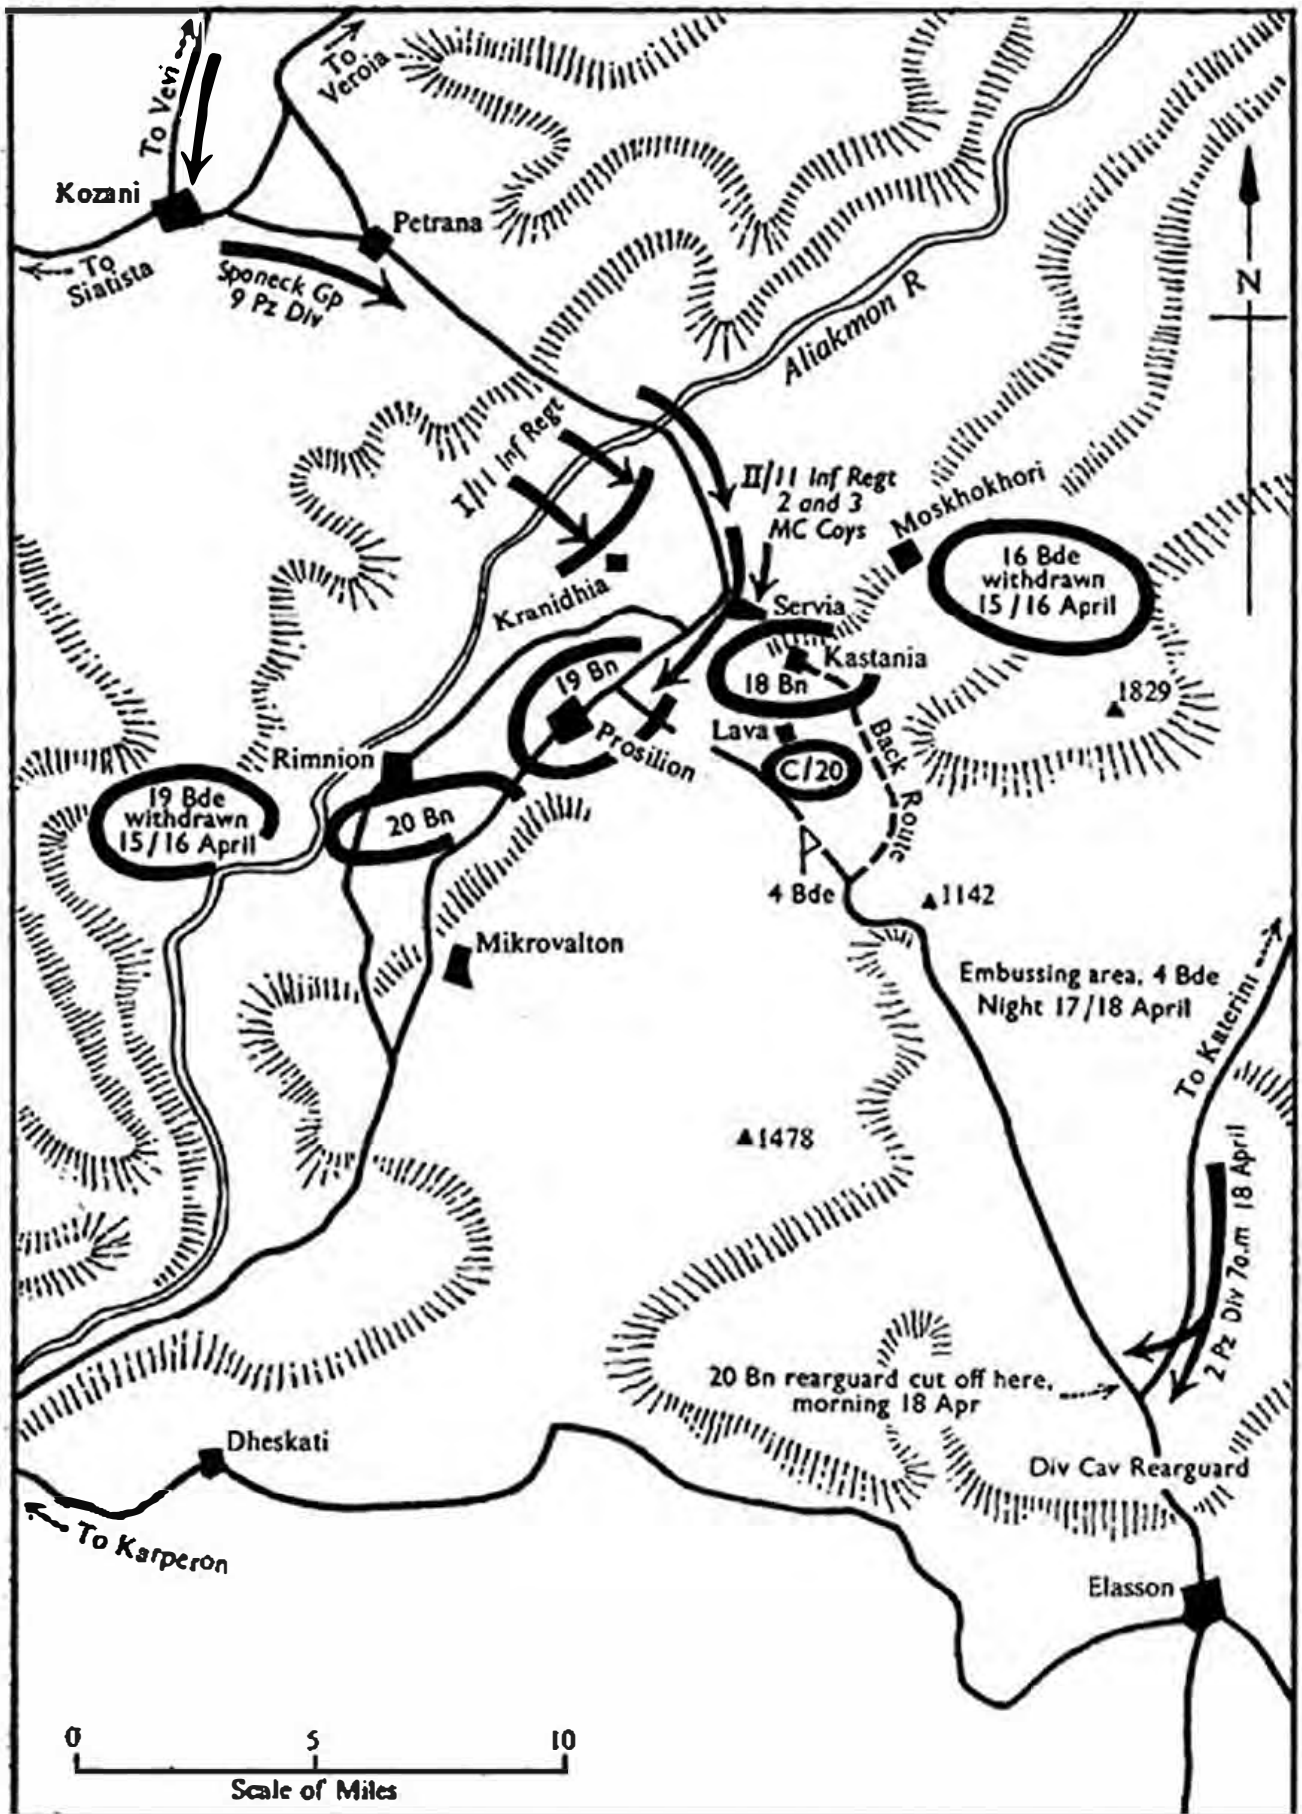 To Vevi
To
Veroia
Kozani
Petrana
To
Siatista
Sponeck Gp
9 Pz Div
Aliakmon R
N
I/11 Inf Regt
II/11 Inf Regt
2 and 3
MC Coys
Moskhokhori
16 Bde
withdrawn
15/16 April
Kranidhia
Servia
Kastania
19 Bn
18 Bn
1829
Prosilion
Lava
Back Route
Rimnion
C/20
19 Bde
withdrawn
15/16 April
20 Bn
4 Bde
1142
Mikrovalton
Embussing area, 4 Bde
Night 17/18 April
To Katerini
1478
2 Pz Div 7a.m 18 April
20 Bn rearguard cut off here,
morning 18 Apr
Dheskati
Div Cav Rearguard
To Karperon
Elasson
0 5 10
Scale of Miles